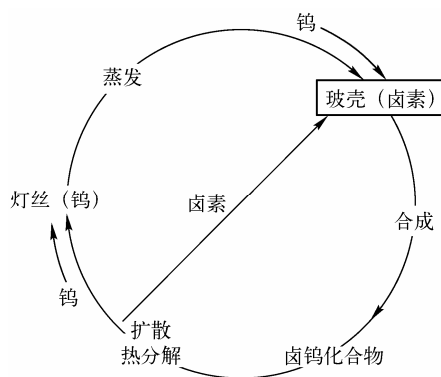 钨
蒸发
玻壳（卤素）
灯丝（钨）
卤素
合成
钨
扩散
热分解
卤钨化合物